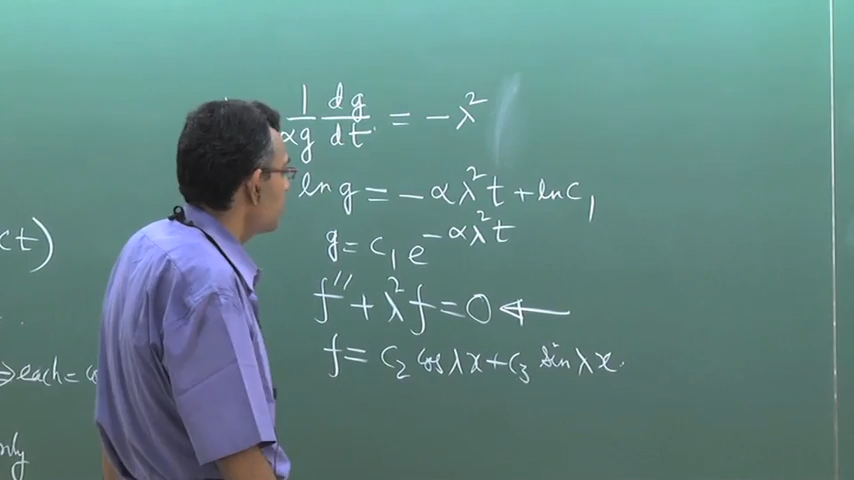 1/αg dg/dt = -λ²
ln g = -αλ²t + ln c₁
g = c₁ e^(-αλ²t)
f'' + λ²f = 0 ←
f = c₂ cos λx + c₃ sin λx.
ct)
⇒ each =